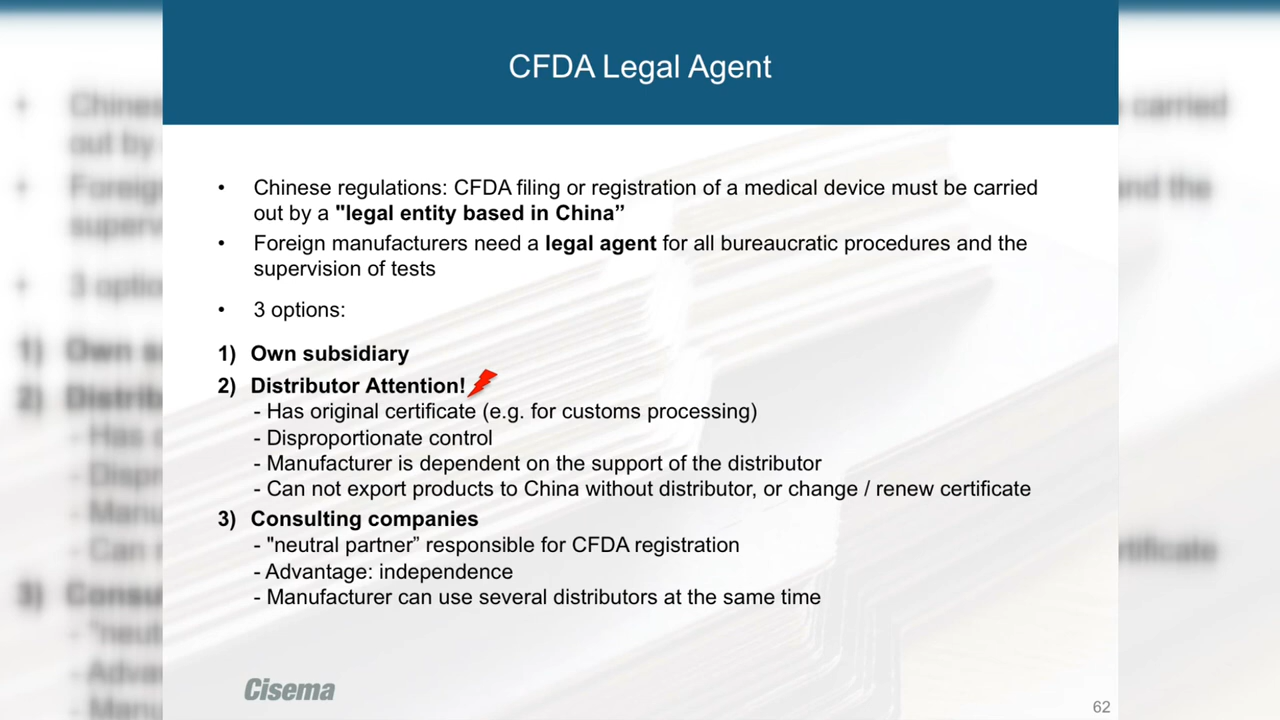 CFDA Legal Agent
• Chinese regulations: CFDA filing or registration of a medical device must be carried
out by a "legal entity based in China”
• Foreign manufacturers need a legal agent for all bureaucratic procedures and the
supervision of tests
• 3 options:
1) Own subsidiary
2) Distributor Attention!
- Has original certificate (e.g. for customs processing)
- Disproportionate control
- Manufacturer is dependent on the support of the distributor
- Can not export products to China without distributor, or change / renew certificate
3) Consulting companies
- "neutral partner” responsible for CFDA registration
- Advantage: independence
- Manufacturer can use several distributors at the same time
Cisema
62